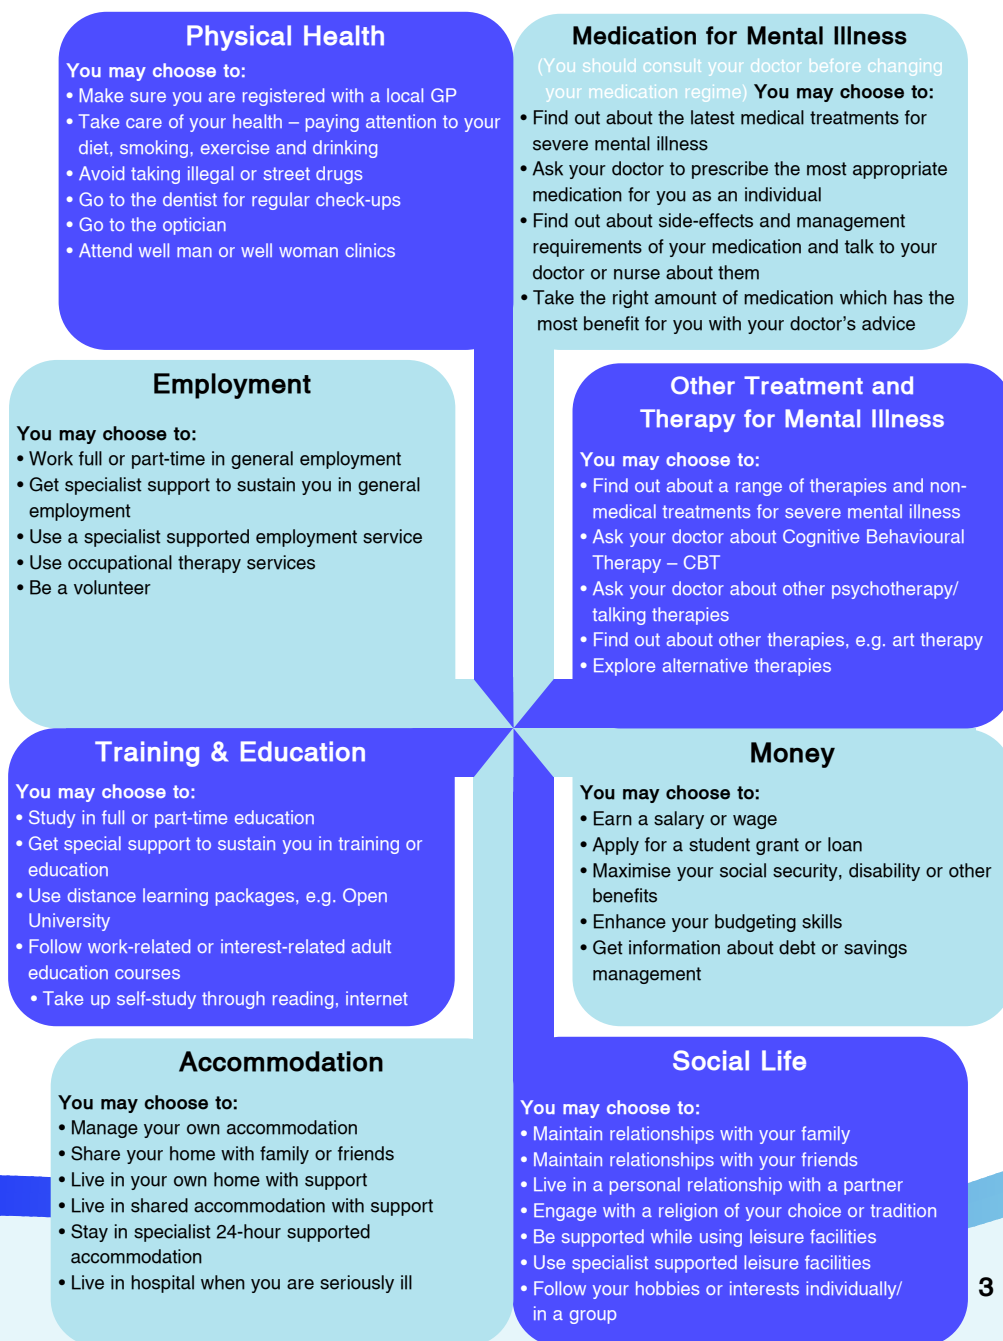 Physical Health
You may choose to:
• Make sure you are registered with a local GP
• Take care of your health – paying attention to your
diet, smoking, exercise and drinking
• Avoid taking illegal or street drugs
• Go to the dentist for regular check-ups
• Go to the optician
• Attend well man or well woman clinics
Medication for Mental Illness
(You should consult your doctor before changing
your medication regime) You may choose to:
• Find out about the latest medical treatments for
severe mental illness
• Ask your doctor to prescribe the most appropriate
medication for you as an individual
• Find out about side-effects and management
requirements of your medication and talk to your
doctor or nurse about them
• Take the right amount of medication which has the
most benefit for you with your doctor's advice
Employment
You may choose to:
• Work full or part-time in general employment
• Get specialist support to sustain you in general
employment
• Use a specialist supported employment service
• Use occupational therapy services
• Be a volunteer
Other Treatment and
Therapy for Mental Illness
You may choose to:
• Find out about a range of therapies and non-
medical treatments for severe mental illness
• Ask your doctor about Cognitive Behavioural
Therapy – CBT
• Ask your doctor about other psychotherapy/
talking therapies
• Find out about other therapies, e.g. art therapy
• Explore alternative therapies
Training & Education
You may choose to:
• Study in full or part-time education
• Get special support to sustain you in training or
education
• Use distance learning packages, e.g. Open
University
• Follow work-related or interest-related adult
education courses
• Take up self-study through reading, internet
Money
You may choose to:
• Earn a salary or wage
• Apply for a student grant or loan
• Maximise your social security, disability or other
benefits
• Enhance your budgeting skills
• Get information about debt or savings
management
Accommodation
You may choose to:
• Manage your own accommodation
• Share your home with family or friends
• Live in your own home with support
• Live in shared accommodation with support
• Stay in specialist 24-hour supported
accommodation
• Live in hospital when you are seriously ill
Social Life
You may choose to:
• Maintain relationships with your family
• Maintain relationships with your friends
• Live in a personal relationship with a partner
• Engage with a religion of your choice or tradition
• Be supported while using leisure facilities
• Use specialist supported leisure facilities
• Follow your hobbies or interests individually/
in a group
3